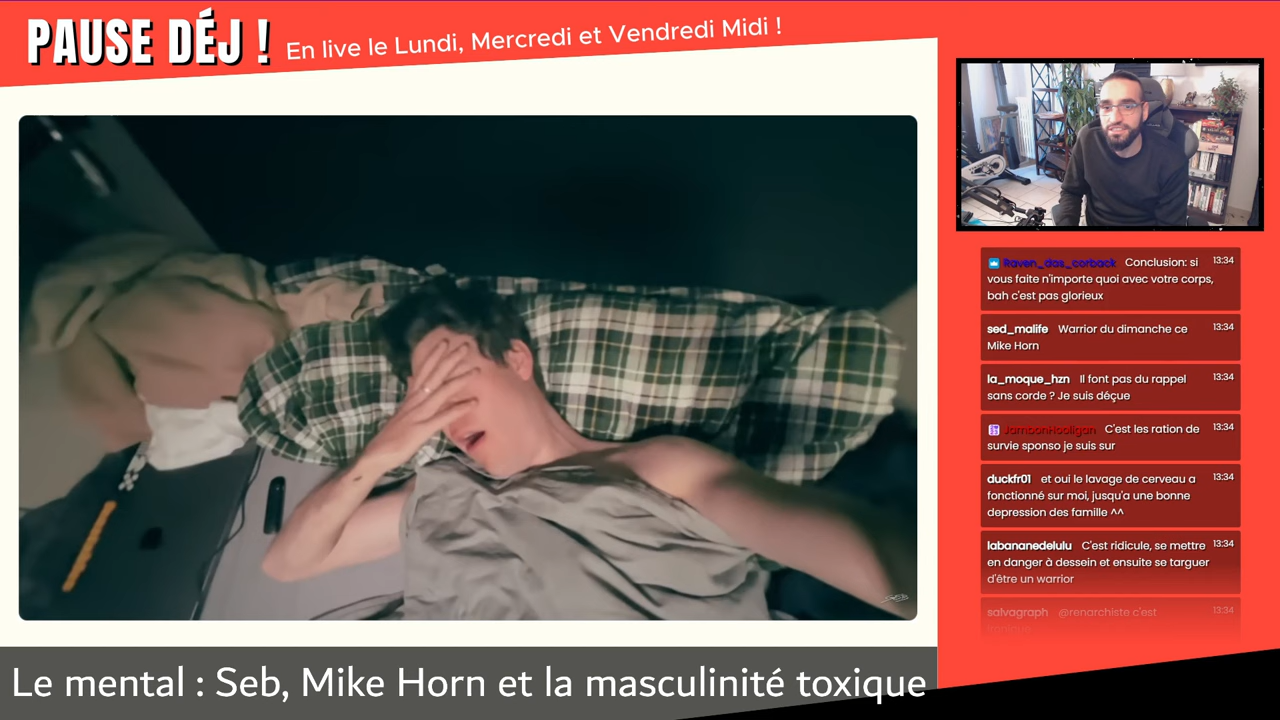 PAUSE DÉJ !
En live le Lundi, Mercredi et Vendredi Midi !
Raven_das_corback Conclusion: si 13:34
vous faite n'importe quoi avec votre corps,
bah c'est pas glorieux
sed_malife Warrior du dimanche ce 13:34
Mike Horn
la_moque_hzn Il font pas du rappel 13:34
sans corde ? Je suis déçue
JambonHooligan C'est les ration de 13:34
survie sponso je suis sur
duckfr01 et oui le lavage de cerveau a 13:34
fonctionné sur moi, jusqu'a une bonne
depression des famille ^^
labananedelulu C'est ridicule, se mettre 13:34
en danger à dessein et ensuite se targuer
d'être un warrior
salvagraph @renarchiste c'est 13:34
Le mental : Seb, Mike Horn et la masculinité toxique